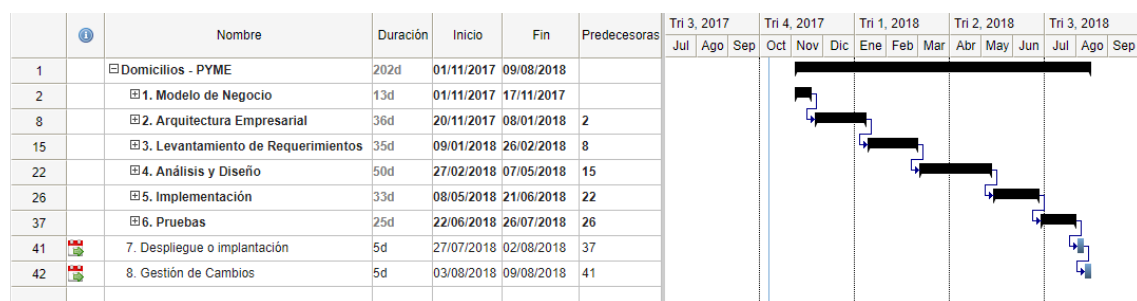 Nombre Duración Inicio Fin Predecesoras
Tri 3, 2017 Tri 4, 2017 Tri 1, 2018 Tri 2, 2018 Tri 3, 2018
Jul Ago Sep Oct Nov Dic Ene Feb Mar Abr May Jun Jul Ago Sep
1 Domicilios - PYME 202d 01/11/2017 09/08/2018
2 1. Modelo de Negocio 13d 01/11/2017 17/11/2017
8 2. Arquitectura Empresarial 36d 20/11/2017 08/01/2018 2
15 3. Levantamiento de Requerimientos 35d 09/01/2018 26/02/2018 8
22 4. Análisis y Diseño 50d 27/02/2018 07/05/2018 15
26 5. Implementación 33d 08/05/2018 21/06/2018 22
37 6. Pruebas 25d 22/06/2018 26/07/2018 26
41 7. Despliegue o implantación 5d 27/07/2018 02/08/2018 37
42 8. Gestión de Cambios 5d 03/08/2018 09/08/2018 41